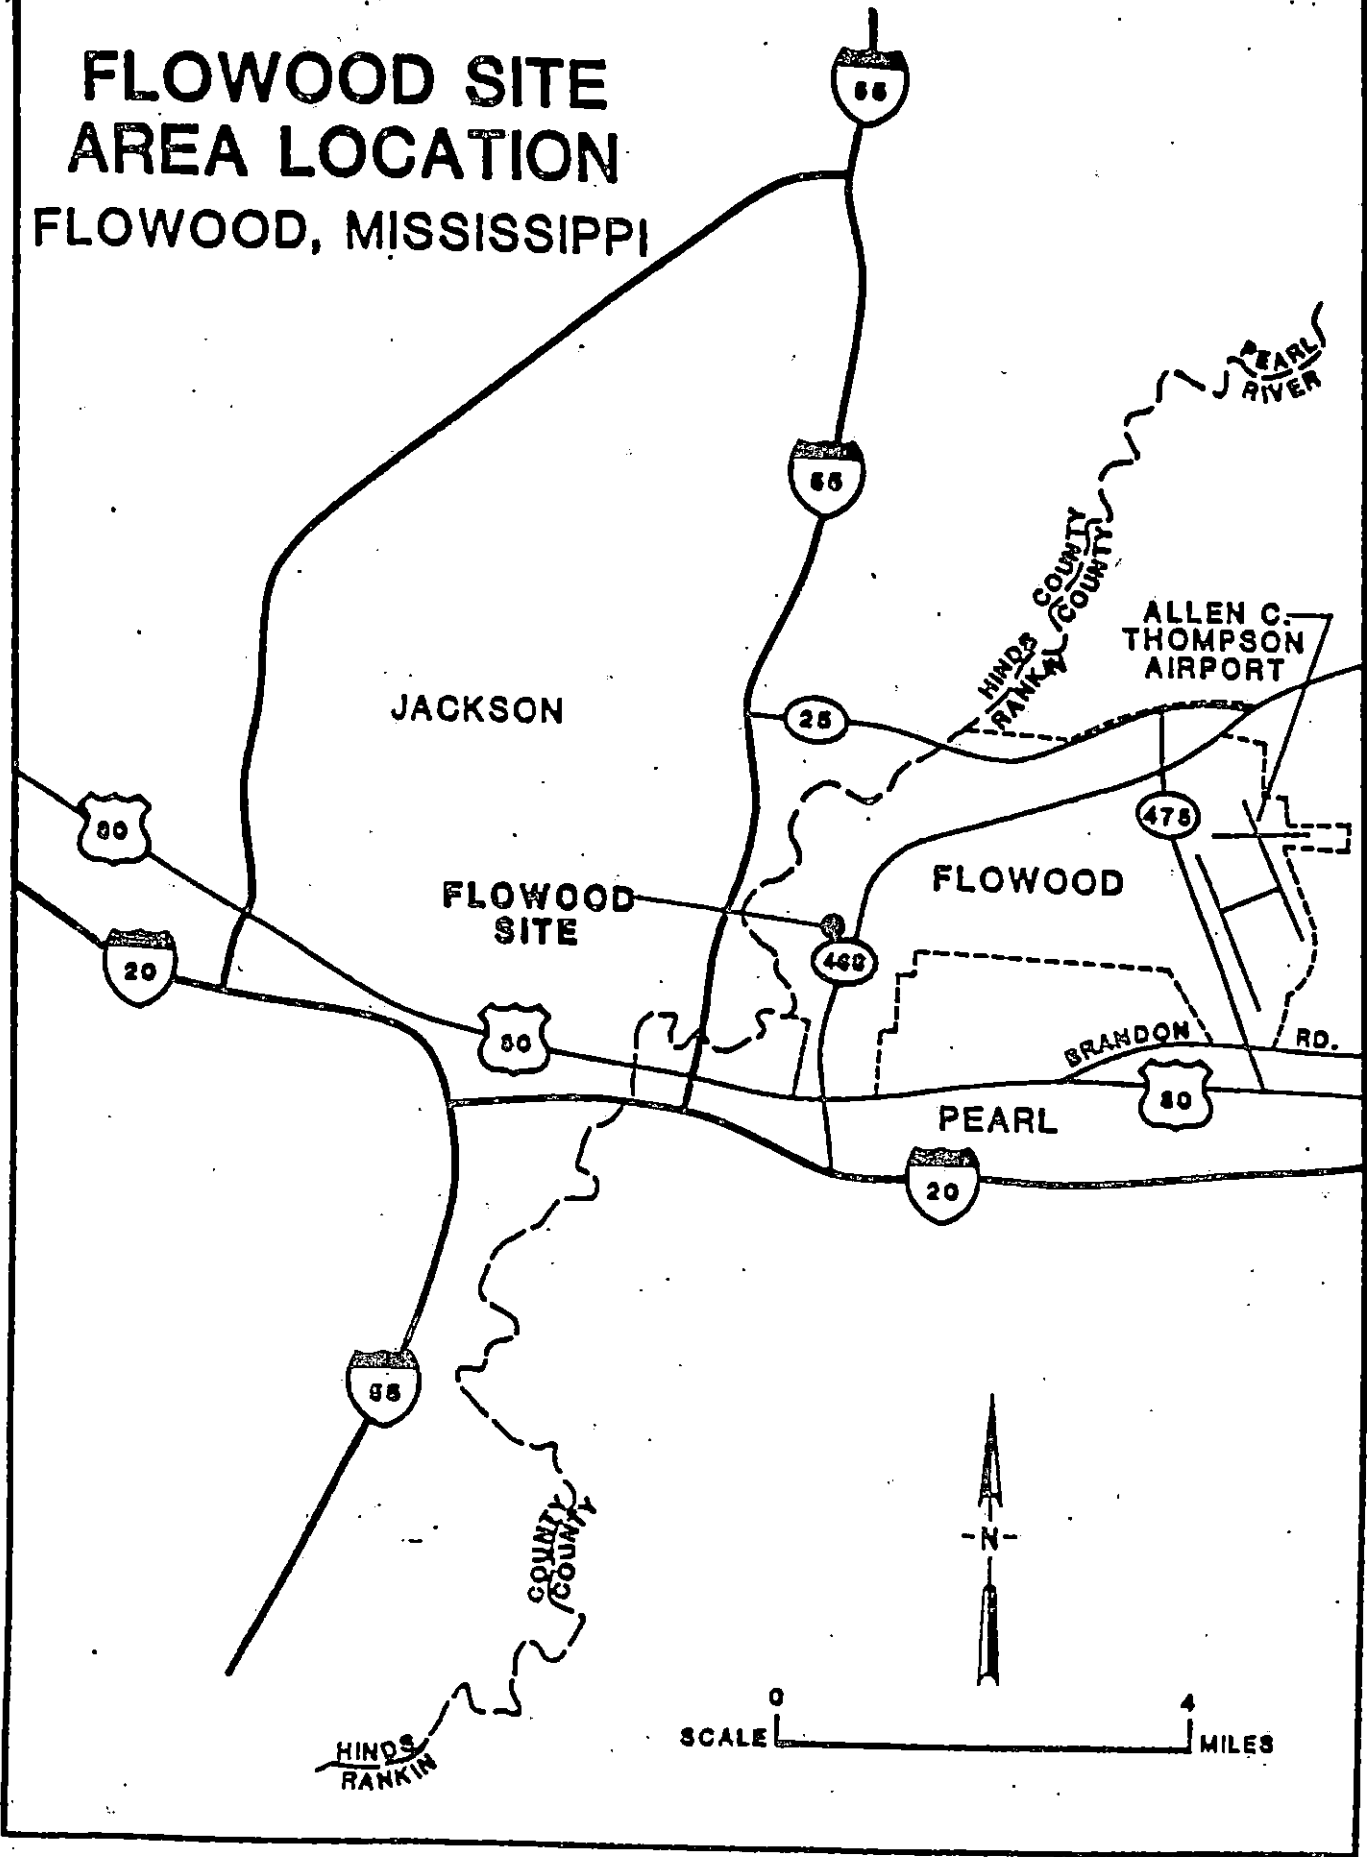 FLOWOOD SITE
AREA LOCATION
FLOWOOD, MISSISSIPPI
55
PEARL
RIVER
55
HINDS COUNTY
RANKIN COUNTY
ALLEN C.
THOMPSON
AIRPORT
JACKSON
25
80
475
FLOWOOD
FLOWOOD
SITE
20
468
80
BRANDON RD.
80
PEARL
20
55
COUNTY
COUNTY
-N-
0 4
SCALE MILES
HINDS
RANKIN